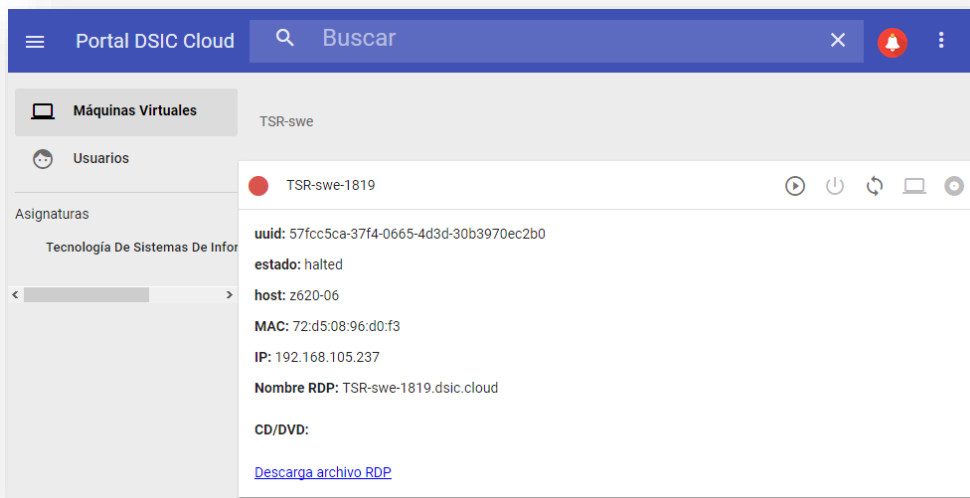 Portal DSIC Cloud
Buscar
Máquinas Virtuales
Usuarios
Asignaturas
Tecnología De Sistemas De Infor
TSR-swe
TSR-swe-1819
uuid: 57fcc5ca-37f4-0665-4d3d-30b3970ec2b0
estado: halted
host: z620-06
MAC: 72:d5:08:96:d0:f3
IP: 192.168.105.237
Nombre RDP: TSR-swe-1819.dsic.cloud
CD/DVD:
Descarga archivo RDP